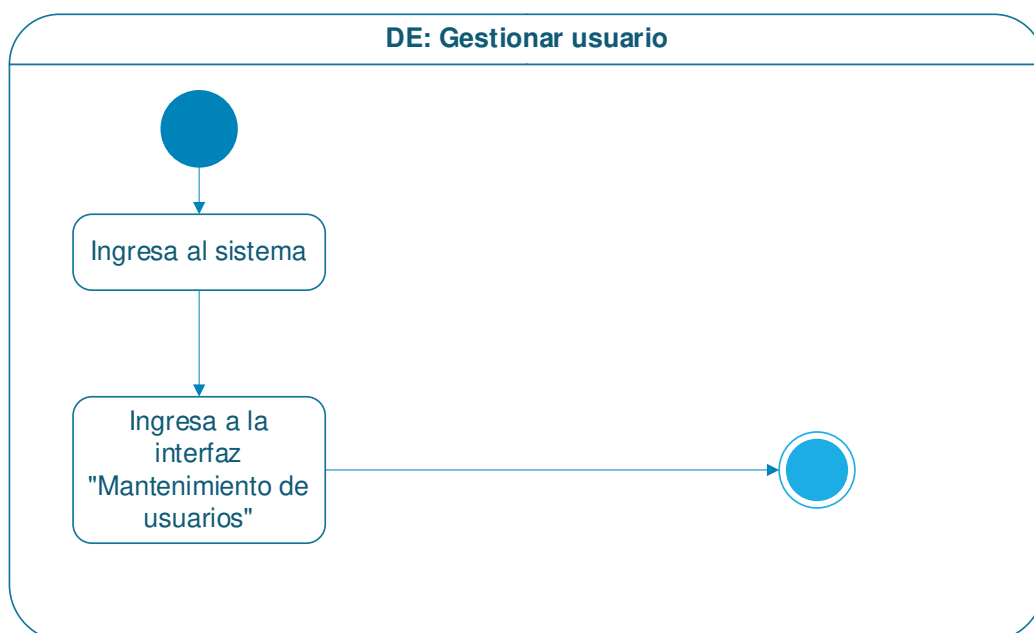 DE: Gestionar usuario
Ingresa al sistema
Ingresa a la
interfaz
"Mantenimiento de
usuarios"